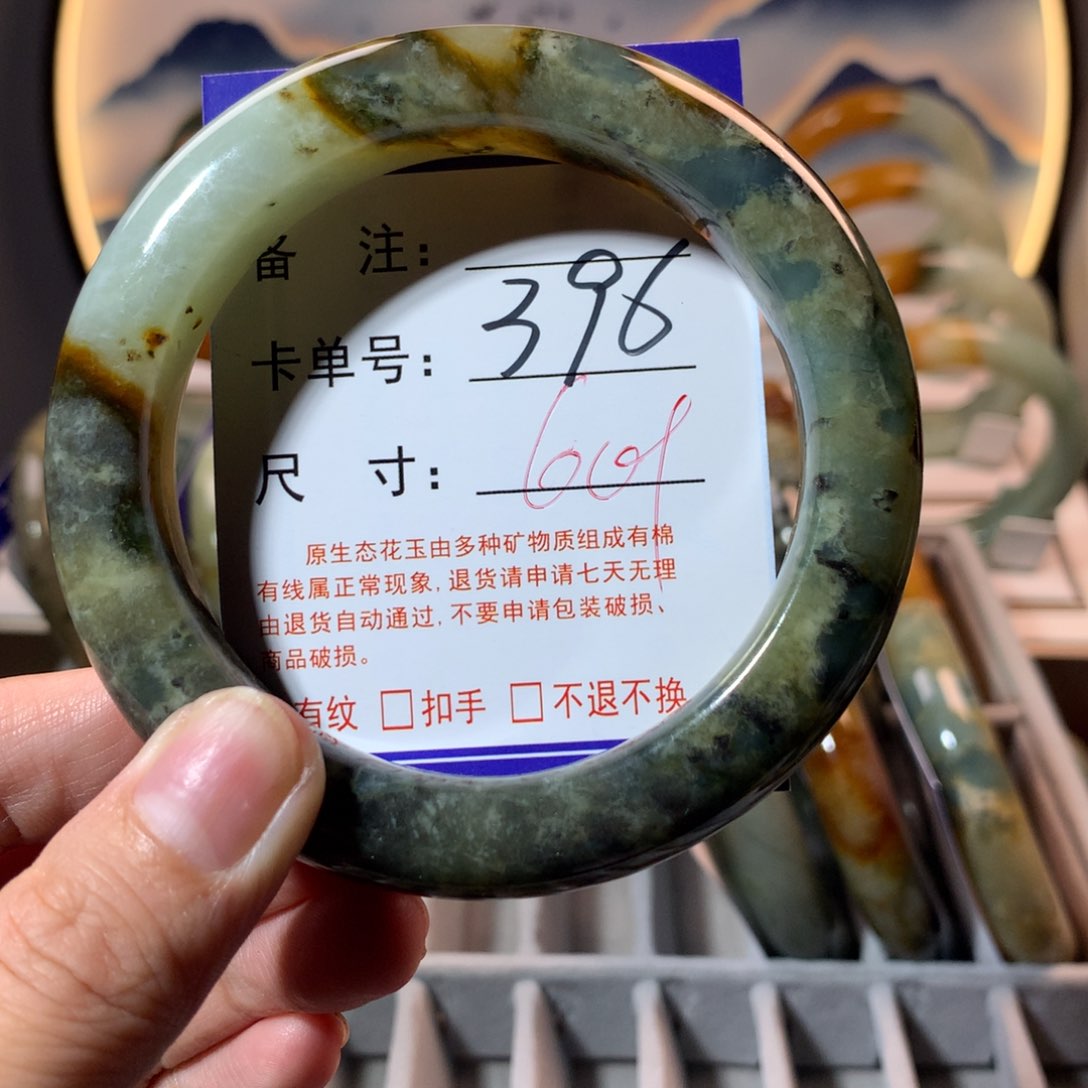 备 注:
卡单号: 396
尺 寸:
原生态花玉由多种矿物质组成有棉
有线属正常现象,退货请申请七天无理
由退货自动通过,不要申请包装破损、
商品破损。
有纹 □扣手 □不退不换